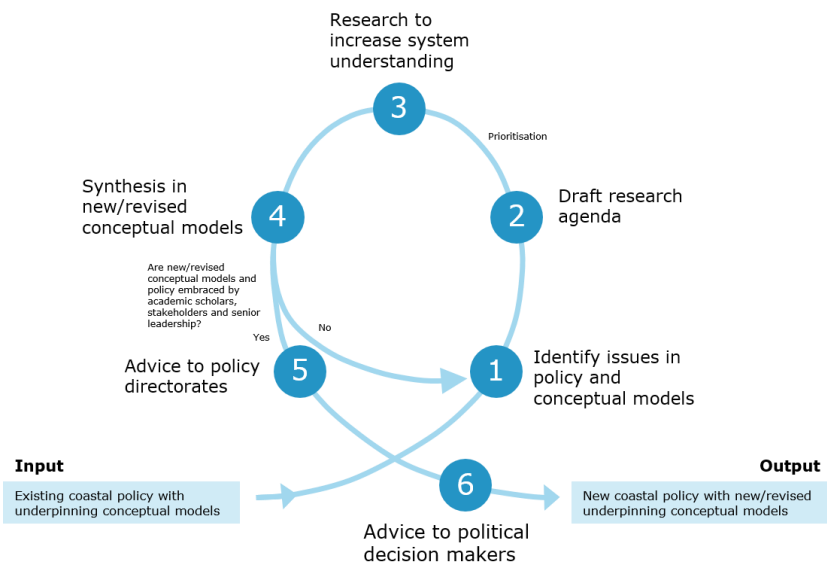 Research to
increase system
understanding
3
Prioritisation
Synthesis in
new/revised
conceptual models
4
2
Draft research
agenda
Are new/revised
conceptual models and
policy embraced by
academic scholars,
stakeholders and senior
leadership?
Yes
No
Advice to policy
directorates
5
1
Identify issues in
policy and
conceptual models
Input
Existing coastal policy with
underpinning conceptual models
6
Advice to political
decision makers
Output
New coastal policy with new/revised
underpinning conceptual models